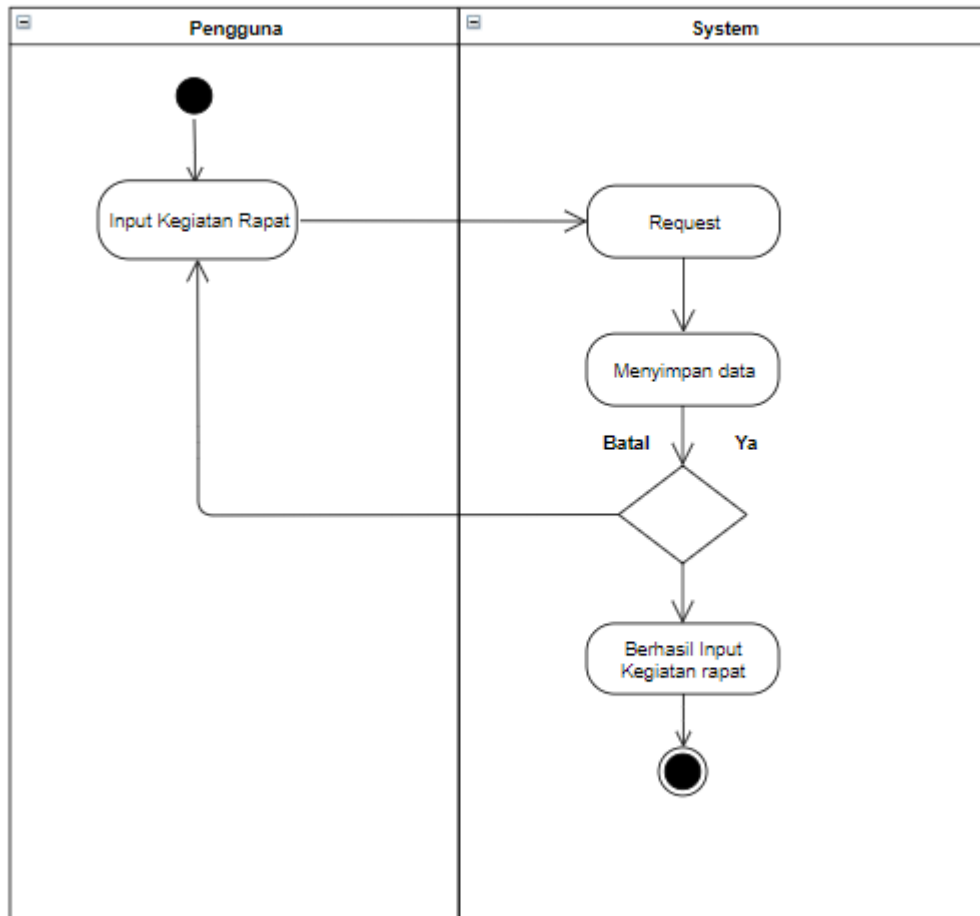 Pengguna
System
Input Kegiatan Rapat
Request
Menyimpan data
Batal
Ya
Berhasil Input
Kegiatan rapat